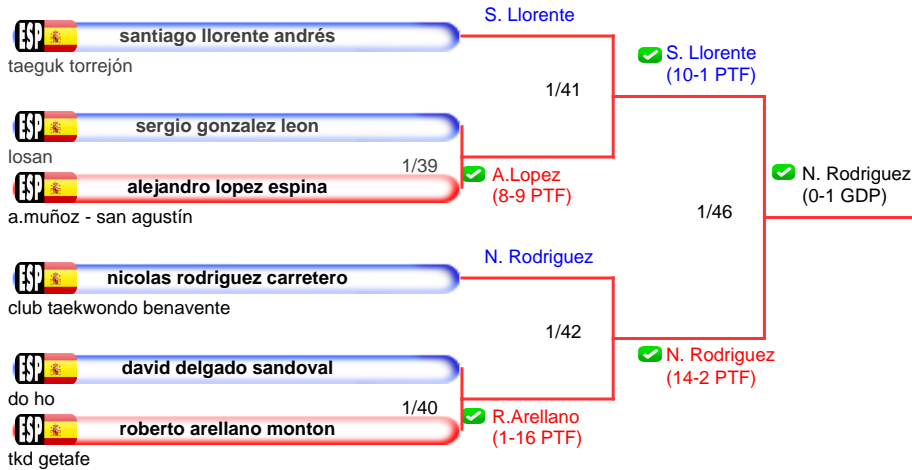 S. Llorente
ESP santiago llorente andrés
taeguk torrejón
S. Llorente
(10-1 PTF)
1/41
ESP sergio gonzalez leon
losan
1/39
ESP alejandro lopez espina
a.muñoz - san agustín
A.Lopez
(8-9 PTF)
N. Rodriguez
(0-1 GDP)
1/46
N. Rodriguez
ESP nicolas rodriguez carretero
club taekwondo benavente
1/42
N. Rodriguez
(14-2 PTF)
ESP david delgado sandoval
do ho
1/40
ESP roberto arellano monton
tkd getafe
R.Arellano
(1-16 PTF)